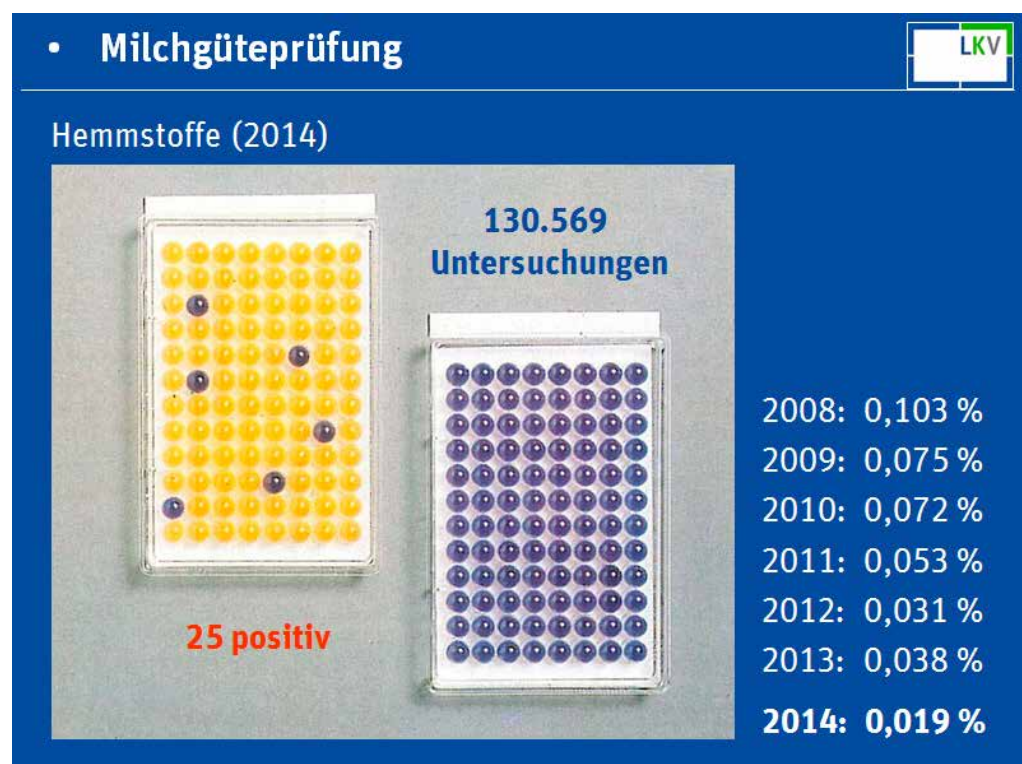 • Milchgüteprüfung
LKV
Hemmstoffe (2014)
130.569
Untersuchungen
25 positiv
2008: 0,103 %
2009: 0,075 %
2010: 0,072 %
2011: 0,053 %
2012: 0,031 %
2013: 0,038 %
2014: 0,019 %